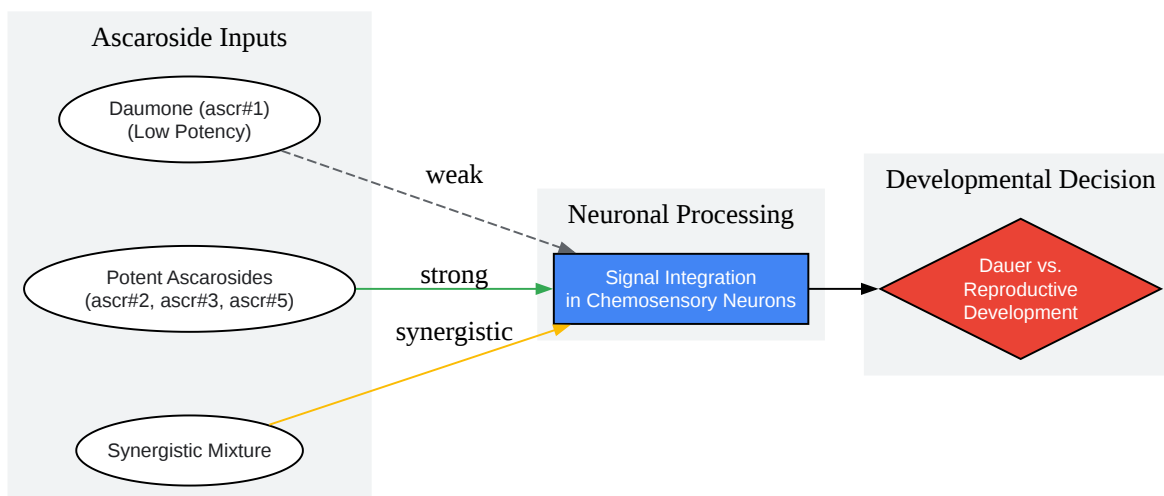 Ascaroside Inputs
Daumone (ascr#1)
(Low Potency)
weak
Developmental Decision
Neuronal Processing
Potent Ascarosides
(ascr#2, ascr#3, ascr#5)
strong
Signal Integration
in Chemosensory Neurons
Dauer vs.
Reproductive
Development
synergistic
Synergistic Mixture